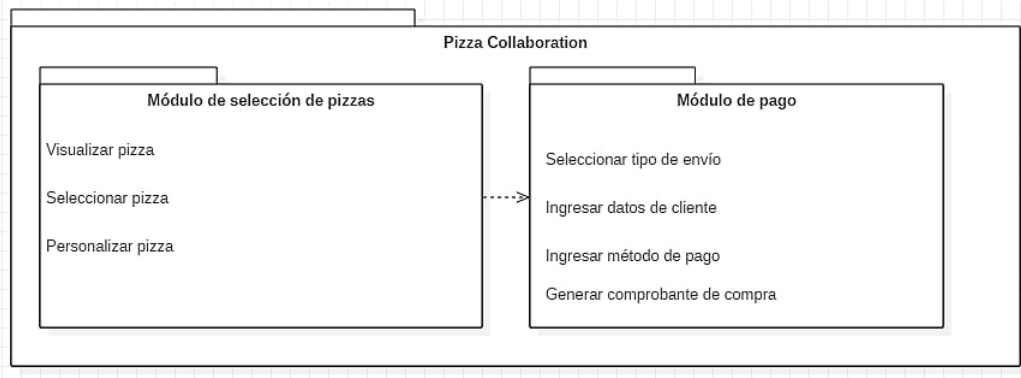 Pizza Collaboration
Módulo de selección de pizzas
Visualizar pizza
Seleccionar pizza
Personalizar pizza
Módulo de pago
Seleccionar tipo de envío
Ingresar datos de cliente
Ingresar método de pago
Generar comprobante de compra